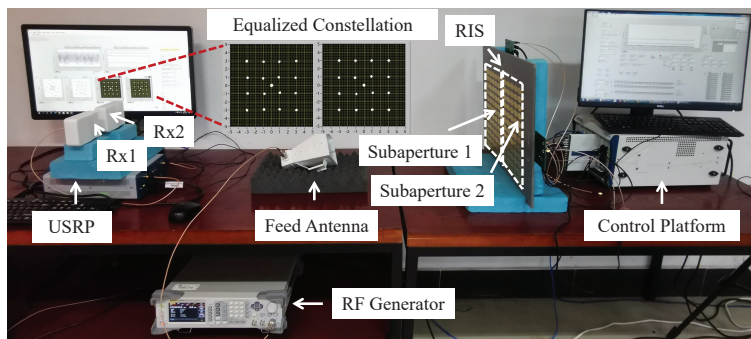 Equalized Constellation
RIS
Rx2
Rx1
Subaperture 1
Subaperture 2
USRP
Feed Antenna
Control Platform
RF Generator